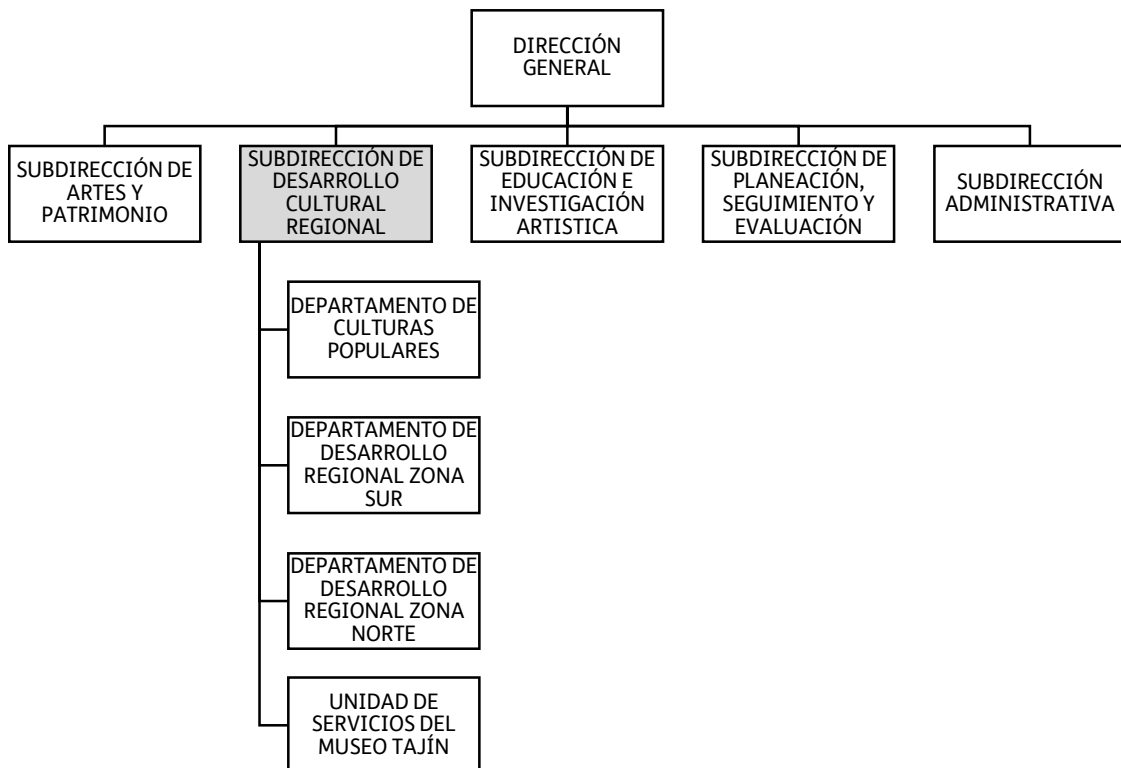 DIRECCIÓN
GENERAL
SUBDIRECCIÓN DE
ARTES Y
PATRIMONIO
SUBDIRECCIÓN DE
DESARROLLO
CULTURAL
REGIONAL
SUBDIRECCIÓN DE
EDUCACIÓN E
INVESTIGACIÓN
ARTISTICA
SUBDIRECCIÓN DE
PLANEACIÓN,
SEGUIMIENTO Y
EVALUACIÓN
SUBDIRECCIÓN
ADMINISTRATIVA
DEPARTAMENTO DE
CULTURAS
POPULARES
DEPARTAMENTO DE
DESARROLLO
REGIONAL ZONA
SUR
DEPARTAMENTO DE
DESARROLLO
REGIONAL ZONA
NORTE
UNIDAD DE
SERVICIOS DEL
MUSEO TAJÍN